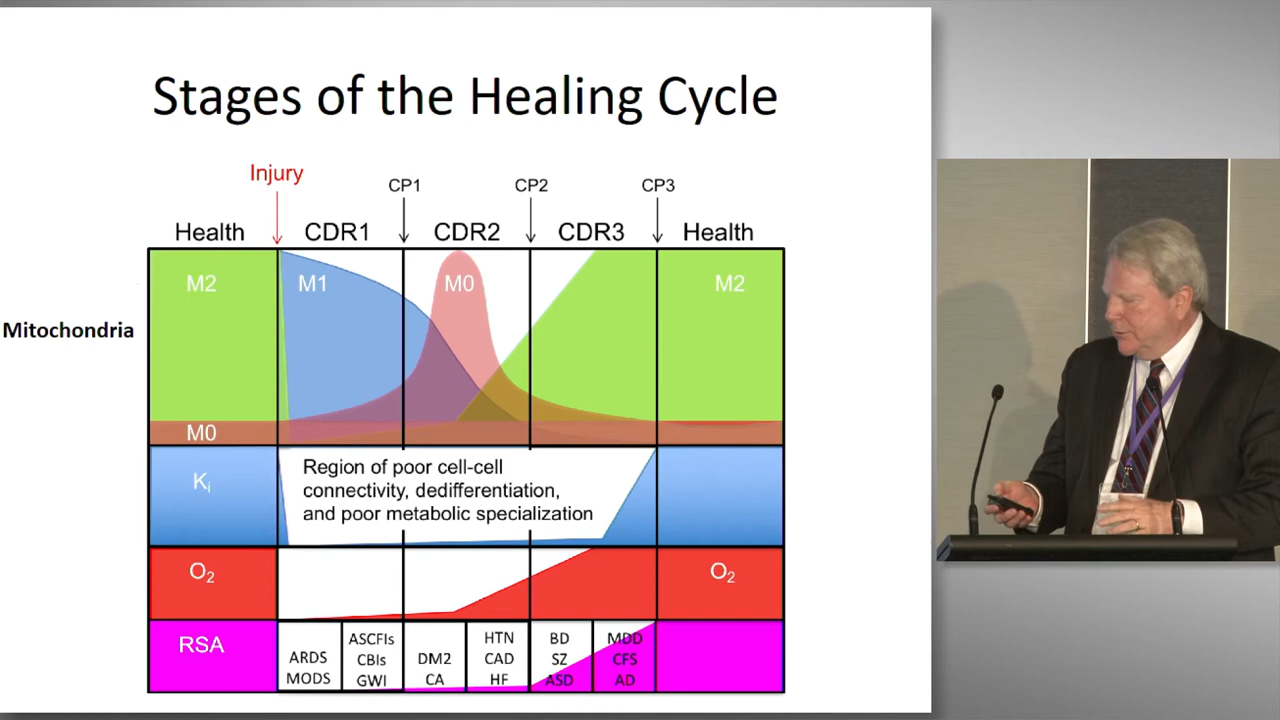 Stages of the Healing Cycle
Injury
CP1
CP2
CP3
Health
CDR1
CDR2
CDR3
Health
M2
M1
M0
M2
Mitochondria
M0
Region of poor cell-cell
connectivity, dedifferentiation,
and poor metabolic specialization
Ki
O2
O2
RSA
ARDS
MODS
ASCFIs
CBIs
GWI
DM2
CA
HTN
CAD
HF
BD
SZ
ASD
MDD
CFS
AD